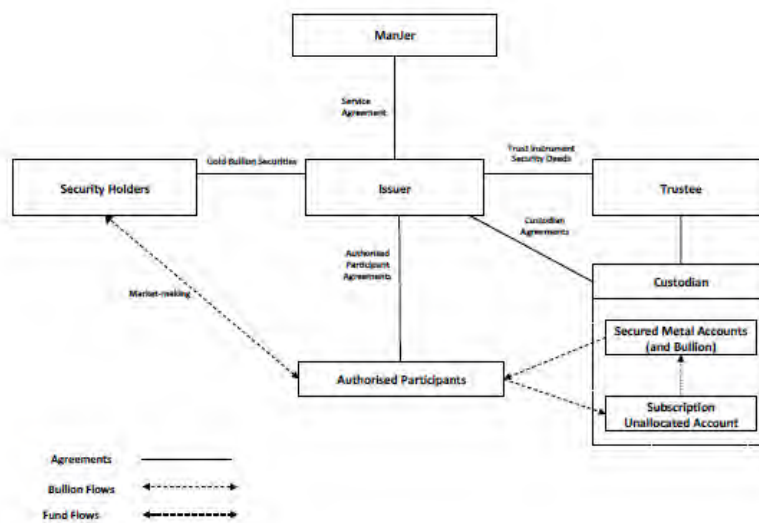 ManJer
Service
Agreement
Gold Bullion Securities
Trust Instrument
Security Deeds
Security Holders
Issuer
Trustee
Custodian
Agreements
Authorised
Participant
Agreements
Custodian
Market-making
Secured Metal Accounts
(and Bullion)
Authorised Participants
Subscription
Unallocated Account
Agreements
Bullion Flows
Fund Flows